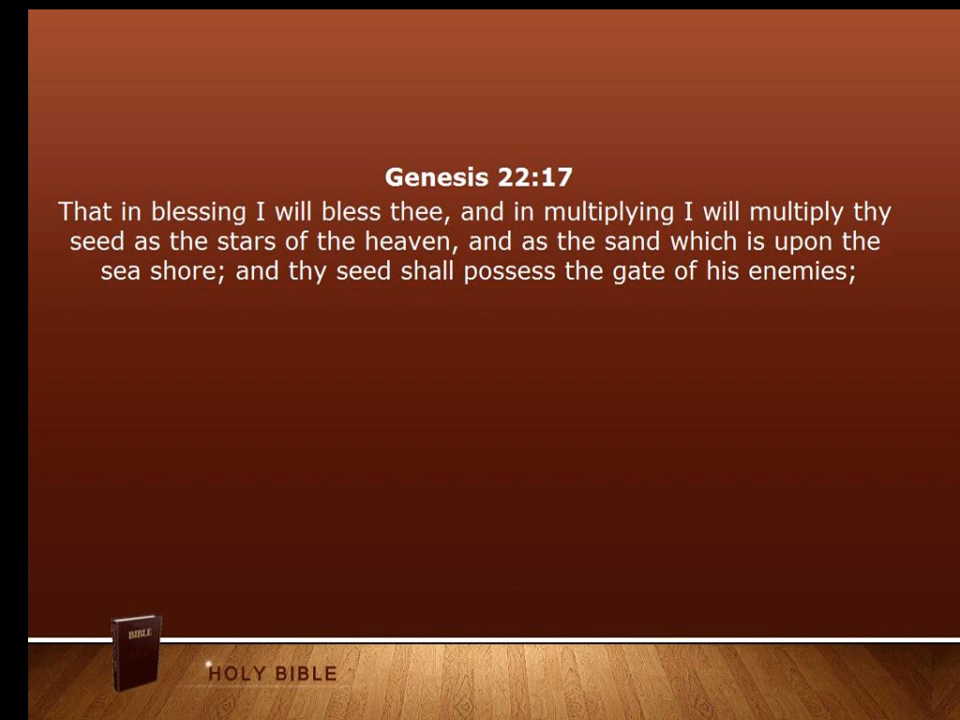 Genesis 22:17
That in blessing I will bless thee, and in multiplying I will multiply thy
seed as the stars of the heaven, and as the sand which is upon the
sea shore; and thy seed shall possess the gate of his enemies;
BIBLE
HOLY BIBLE